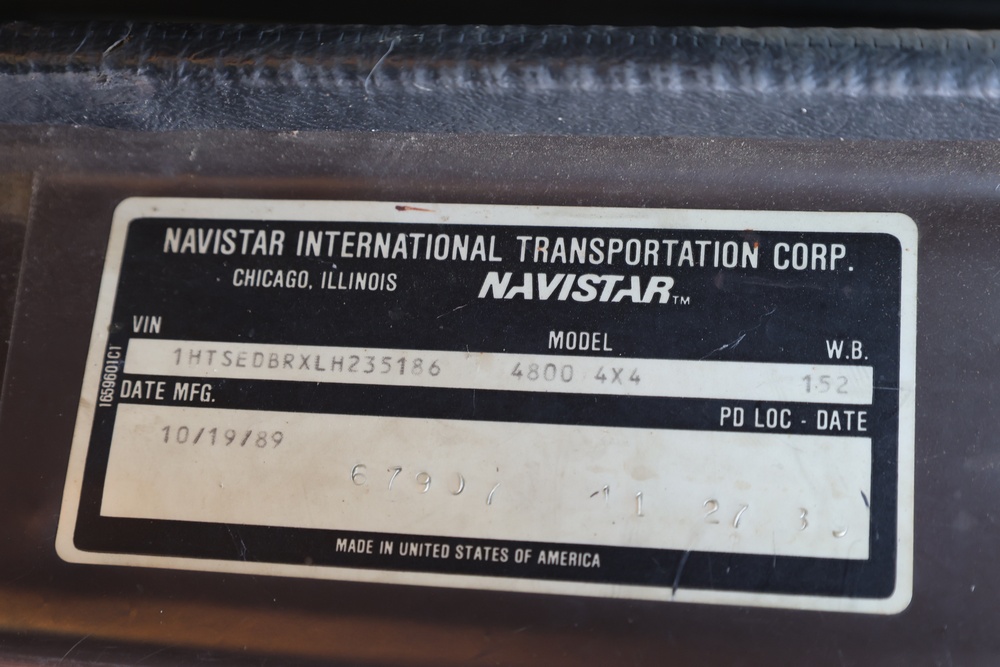 NAVISTAR INTERNATIONAL TRANSPORTATION CORP.
CHICAGO, ILLINOIS NAVISTAR™
VIN MODEL W.B.
1HTSEDBRXLH235186 4800 4X4 152
1659601C1
DATE MFG. PD LOC - DATE
10/19/89
27
MADE IN UNITED STATES OF AMERICA